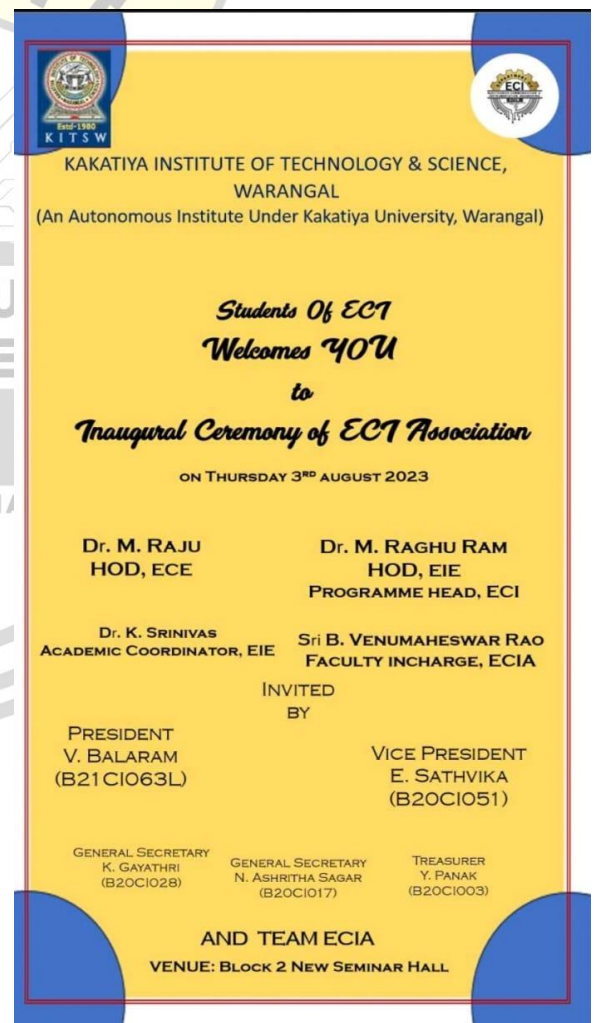 Estd-1980
KITSW
ECI
KAKATIYA INSTITUTE OF TECHNOLOGY & SCIENCE,
WARANGAL
(An Autonomous Institute Under Kakatiya University, Warangal)
Students Of ECI
Welcomes YOU
to
Inaugural Ceremony of ECI Association
ON THURSDAY 3RD AUGUST 2023
Dr. M. RAJU
HOD, ECE
Dr. M. RAGHU RAM
HOD, EIE
PROGRAMME HEAD, ECI
Dr. K. SRINIVAS
ACADEMIC COORDINATOR, EIE
Sri B. VENUMAHESWAR RAO
FACULTY INCHARGE, ECIA
INVITED
BY
PRESIDENT
V. BALARAM
(B21CI063L)
VICE PRESIDENT
E. SATHVIKA
(B20CI051)
GENERAL SECRETARY
K. GAYATHRI
(B20CI028)
GENERAL SECRETARY
N. ASHRITHA SAGAR
(B20CI017)
TREASURER
Y. PANAK
(B20CI003)
AND TEAM ECIA
VENUE: BLOCK 2 NEW SEMINAR HALL